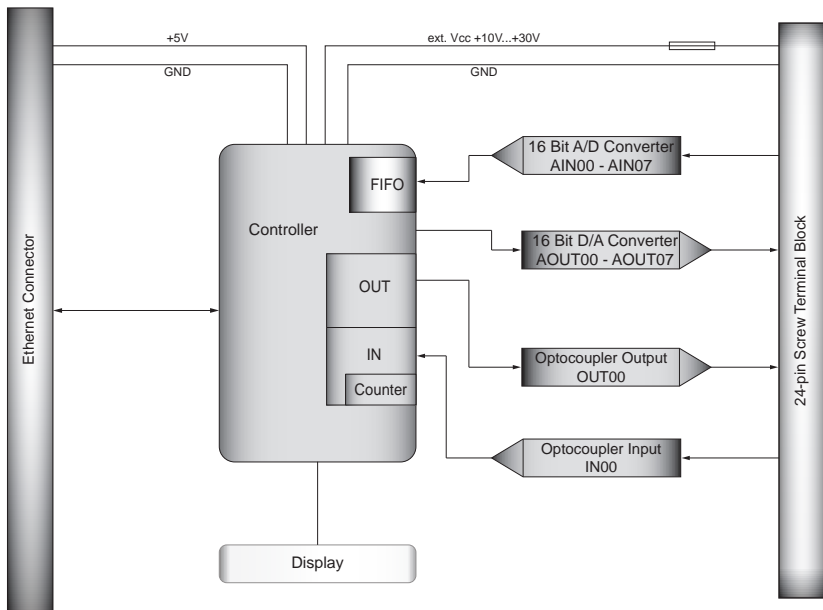 +5V
ext. Vcc +10V...+30V
GND
GND
16 Bit A/D Converter
AIN00 - AIN07
FIFO
Controller
16 Bit D/A Converter
AOUT00 - AOUT07
OUT
Ethernet Connector
24-pin Screw Terminal Block
IN
Optocoupler Output
OUT00
Counter
Optocoupler Input
IN00
Display